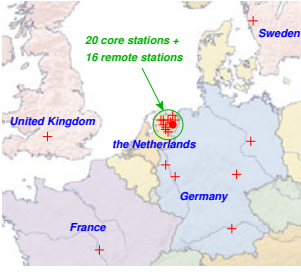 Sweden
20 core stations +
16 remote stations
United Kingdom
the Netherlands
Germany
France